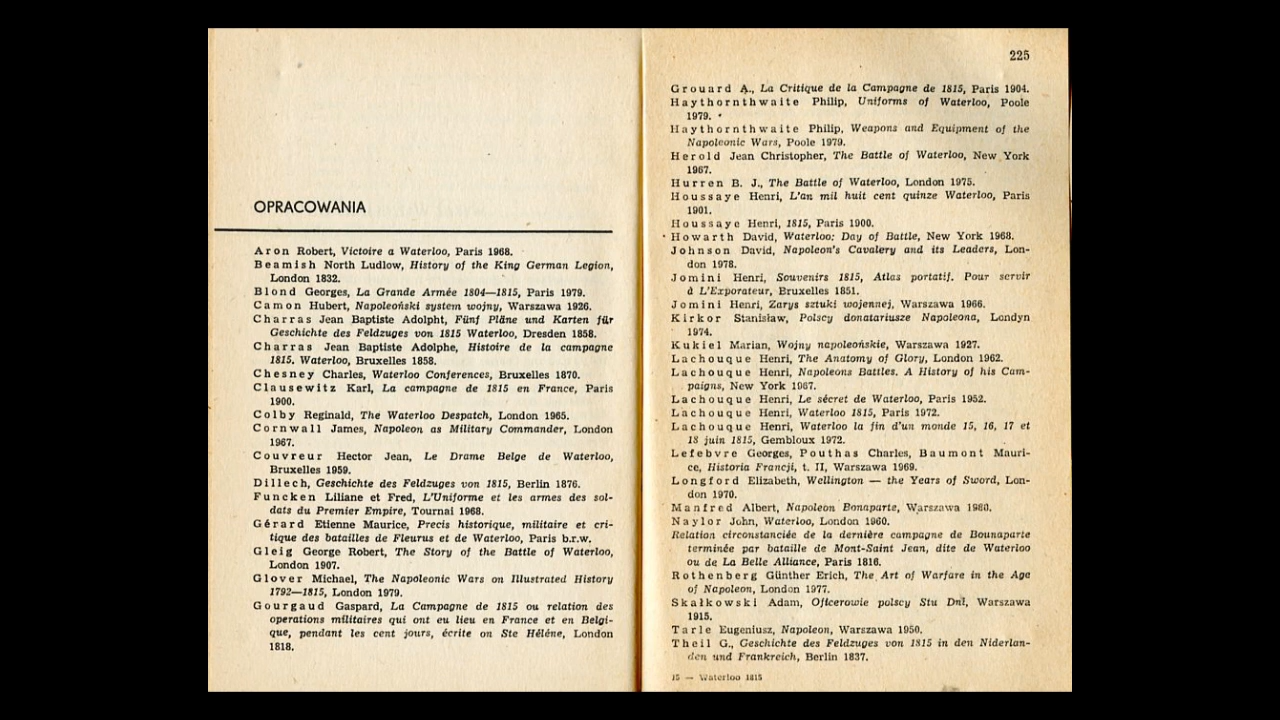 OPRACOWANIA
Aron Robert, Victoire a Waterloo, Paris 1968.
Beamish North Ludlow, History of the King German Legion,
London 1832.
Blond Georges, La Grande Armée 1804—1815, Paris 1979.
Camon Hubert, Napoleoński system wojny, Warszawa 1926.
Charras Jean Baptiste Adolpht, Fünf Pläne und Karten für
Geschichte des Feldzuges von 1815 Waterloo, Dresden 1858.
Charras Jean Baptiste Adolphe, Histoire de la campagne
1815. Waterloo, Bruxelles 1858.
Chesney Charles, Waterloo Conferences, Bruxelles 1870.
Clausewitz Karl, La campagne de 1815 en France, Paris
1900.
Colby Reginald, The Waterloo Despatch, London 1965.
Cornwall James, Napoleon as Military Commander, London
1967.
Couvreur Hector Jean, Le Drame Belge de Waterloo,
Bruxelles 1959.
Dillech, Geschichte des Feldzuges von 1815, Berlin 1876.
Funcken Liliane et Fred, L'Uniforme et les armes des sol-
dats du Premier Empire, Tournai 1968.
Gérard Etienne Maurice, Precis historique, militaire et cri-
tique des batailles de Fleurus et de Waterloo, Paris b.r.w.
Gleig George Robert, The Story of the Battle of Waterloo,
London 1907.
Glover Michael, The Napoleonic Wars on Illustrated History
1792—1815, London 1979.
Gourgaud Gaspard, La Campagne de 1815 ou relation des
operations militaires qui ont eu lieu en France et en Belgi-
que, pendant les cent jours, écrite on Ste Héléne, London
1818.
225
Grouard A., La Critique de la Campagne de 1815, Paris 1904.
Haythornthwaite Philip, Uniforms of Waterloo, Poole
1979.
Haythornthwaite Philip, Weapons and Equipment of the
Napoleonic Wars, Poole 1979.
Herold Jean Christopher, The Battle of Waterloo, New York
1967.
Hurren B. J., The Battle of Waterloo, London 1975.
Houssaye Henri, L'an mil huit cent quinze Waterloo, Paris
1901.
Houssaye Henri, 1815, Paris 1900.
Howarth David, Waterloo: Day of Battle, New York 1968.
Johnson David, Napoleon's Cavalery and its Leaders, Lon-
don 1978.
Jomini Henri, Souvenirs 1815, Atlas portatif. Pour servir
à L'Exporateur, Bruxelles 1851.
Jomini Henri, Zarys sztuki wojennej, Warszawa 1966.
Kirkor Stanisław, Polscy donatariusze Napoleona, Londyn
1974.
Kukiel Marian, Wojny napoleońskie, Warszawa 1927.
Lachouque Henri, The Anatomy of Glory, London 1962.
Lachouque Henri, Napoleons Battles. A History of his Cam-
paigns, New York 1967.
Lachouque Henri, Le sécret de Waterloo, Paris 1952.
Lachouque Henri, Waterloo 1815, Paris 1972.
Lachouque Henri, Waterloo la fin d'un monde 15, 16, 17 et
18 juin 1815, Gembloux 1972.
Lefebvre Georges, Pouthas Charles, Baumont Mauri-
ce, Historia Francji, t. II, Warszawa 1969.
Longford Elizabeth, Wellington — the Years of Sword, Lon-
don 1970.
Manfred Albert, Napoleon Bonaparte, Warszawa 1980.
Naylor John, Waterloo, London 1960.
Relation circonstanciée de la dernière campagne de Bounaparte
terminée par bataille de Mont-Saint Jean, dite de Waterloo
ou de La Belle Alliance, Paris 1816.
Rothenberg Günther Erich, The Art of Warfare in the Age
of Napoleon, London 1977.
Skałkowski Adam, Oficerowie polscy Stu Dni, Warszawa
1915.
Tarle Eugeniusz, Napoleon, Warszawa 1950.
Theil G., Geschichte des Feldzuges von 1815 in den Niderlan-
den und Frankreich, Berlin 1837.
15 — Waterloo 1815